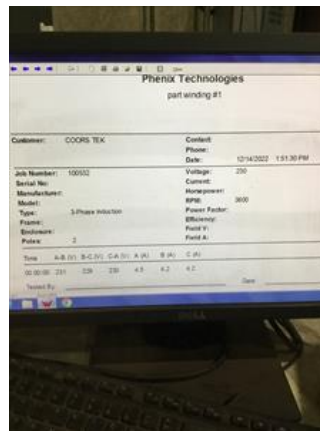 Phenix Technologies
part winding #1
Customer: COORS TEK Contact:
Phone:
Date: 12/14/2022 1:51:30 PM
Job Number: 100552 Voltage: 250
Serial No: Current:
Manufacturer: Horsepower:
Model: RPM: 3600
Type: 3-Phase Induction Power Factor:
Frame: Efficiency:
Enclosure: Field V:
Poles: 2 Field A:
Time A-B (V) B-C (V) C-A (V) A (A) B (A) C (A)
00:00:00 231 229 230 4.3 4.2 4.2
Tested By: Date:
DELL